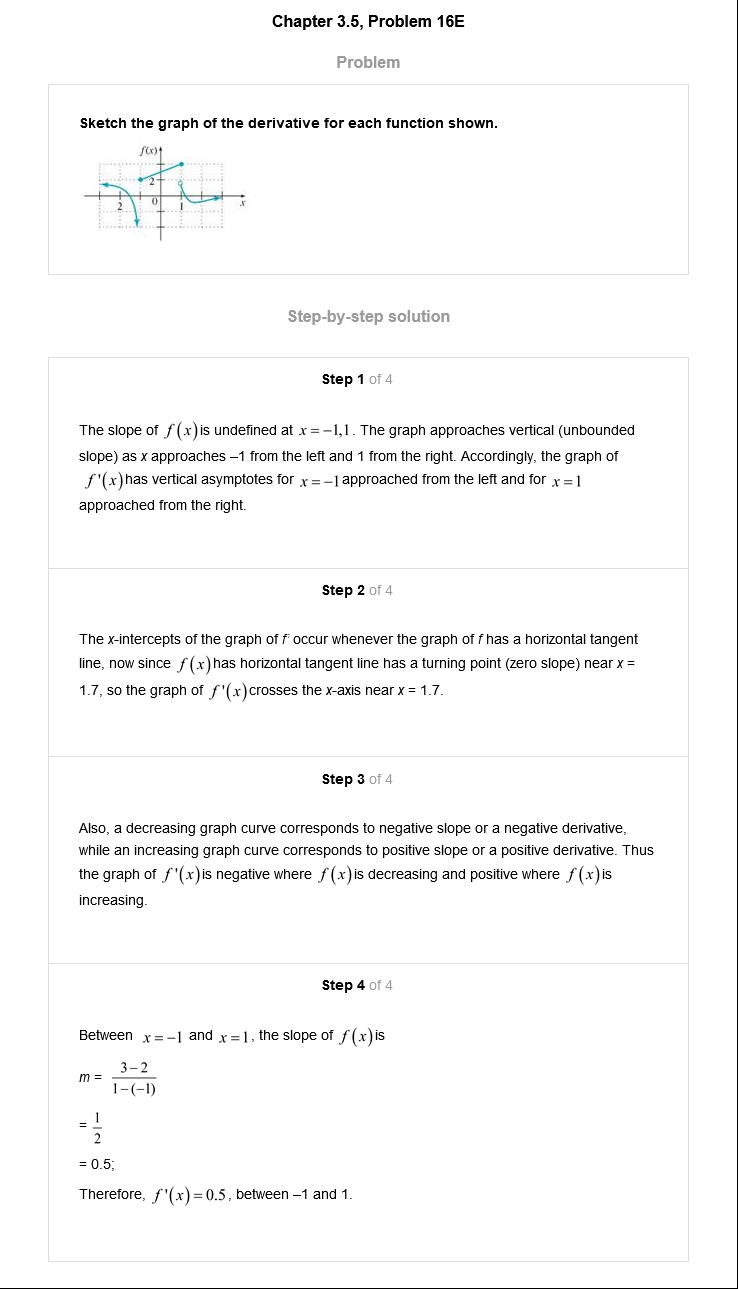 Chapter 3.5, Problem 16E
Problem
Sketch the graph of the derivative for each function shown.
f(x)
2
2 0 1 x
Step-by-step solution
Step 1 of 4
The slope of f(x) is undefined at x = −1,1. The graph approaches vertical (unbounded
slope) as x approaches –1 from the left and 1 from the right. Accordingly, the graph of
f'(x) has vertical asymptotes for x = −1 approached from the left and for x = 1
approached from the right.
Step 2 of 4
The x-intercepts of the graph of f' occur whenever the graph of f has a horizontal tangent
line, now since f(x) has horizontal tangent line has a turning point (zero slope) near x =
1.7, so the graph of f'(x) crosses the x-axis near x = 1.7.
Step 3 of 4
Also, a decreasing graph curve corresponds to negative slope or a negative derivative,
while an increasing graph curve corresponds to positive slope or a positive derivative. Thus
the graph of f'(x) is negative where f(x) is decreasing and positive where f(x) is
increasing.
Step 4 of 4
Between x = −1 and x = 1, the slope of f(x) is
m = (3−2)/(1−(−1))
= 1/2
= 0.5;
Therefore, f'(x) = 0.5, between –1 and 1.